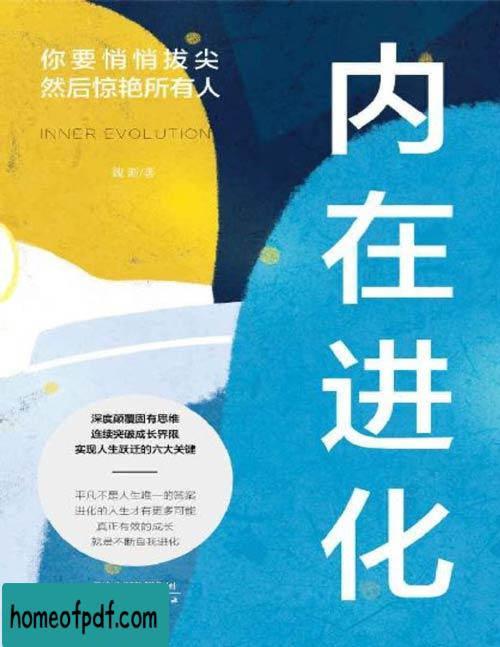 你要悄悄拔尖
然后惊艳所有人
INNER EVOLUTION
著
内在进化
深度颠覆固有思维
连续突破成长界限
实现人生跃迁的六大关键
平凡不是人生唯一的答案
进化的人生才有更多可能
真正有效的成长
就是不断自我进化
homeofpdf.com